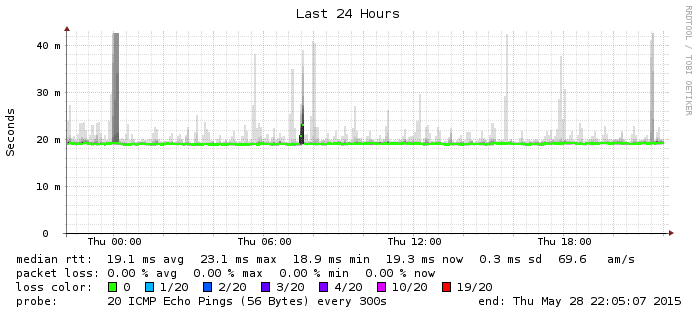 Last 24 Hours
RRDTOOL / TOBI OETIKER
Seconds
40 m
30 m
20 m
10 m
0
Thu 00:00 Thu 06:00 Thu 12:00 Thu 18:00
median rtt: 19.1 ms avg 23.1 ms max 18.9 ms min 19.3 ms now 0.3 ms sd 69.6 am/s
packet loss: 0.00 % avg 0.00 % max 0.00 % min 0.00 % now
loss color: 0 1/20 2/20 3/20 4/20 10/20 19/20
probe: 20 ICMP Echo Pings (56 Bytes) every 300s end: Thu May 28 22:05:07 2015